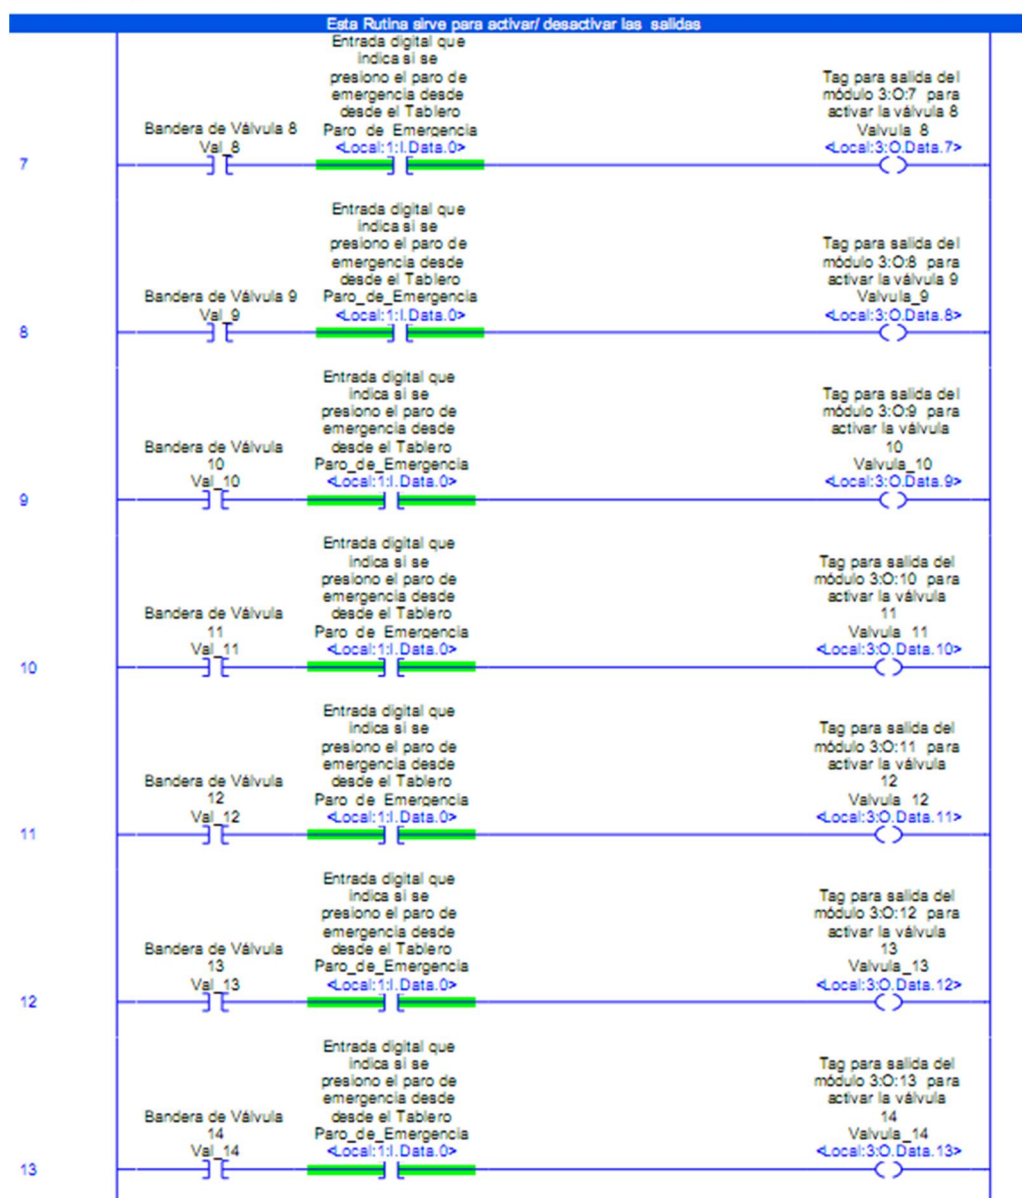 Esta Rutina sirve para activar/ desactivar las salidas
Entrada digital que
indica si se
presiono el paro de
emergencia desde
desde el Tablero
Paro_de_Emergencia
<Local:1:I.Data.0>
Bandera de Válvula 8
Val_8
Tag para salida del
módulo 3:O:7 para
activar la válvula 8
Valvula_8
<Local:3:O.Data.7>
7
Entrada digital que
indica si se
presiono el paro de
emergencia desde
desde el Tablero
Paro_de_Emergencia
<Local:1:I.Data.0>
Bandera de Válvula 9
Val_9
Tag para salida del
módulo 3:O:8 para
activar la válvula 9
Valvula_9
<Local:3:O.Data.8>
8
Entrada digital que
indica si se
presiono el paro de
emergencia desde
desde el Tablero
Paro_de_Emergencia
<Local:1:I.Data.0>
Bandera de Válvula
10
Val_10
Tag para salida del
módulo 3:O:9 para
activar la válvula
10
Valvula_10
<Local:3:O.Data.9>
9
Entrada digital que
indica si se
presiono el paro de
emergencia desde
desde el Tablero
Paro_de_Emergencia
<Local:1:I.Data.0>
Bandera de Válvula
11
Val_11
Tag para salida del
módulo 3:O:10 para
activar la válvula
11
Valvula_11
<Local:3:O.Data.10>
10
Entrada digital que
indica si se
presiono el paro de
emergencia desde
desde el Tablero
Paro_de_Emergencia
<Local:1:I.Data.0>
Bandera de Válvula
12
Val_12
Tag para salida del
módulo 3:O:11 para
activar la válvula
12
Valvula_12
<Local:3:O.Data.11>
11
Entrada digital que
indica si se
presiono el paro de
emergencia desde
desde el Tablero
Paro_de_Emergencia
<Local:1:I.Data.0>
Bandera de Válvula
13
Val_13
Tag para salida del
módulo 3:O:12 para
activar la válvula
13
Valvula_13
<Local:3:O.Data.12>
12
Entrada digital que
indica si se
presiono el paro de
emergencia desde
desde el Tablero
Paro_de_Emergencia
<Local:1:I.Data.0>
Bandera de Válvula
14
Val_14
Tag para salida del
módulo 3:O:13 para
activar la válvula
14
Valvula_14
<Local:3:O.Data.13>
13